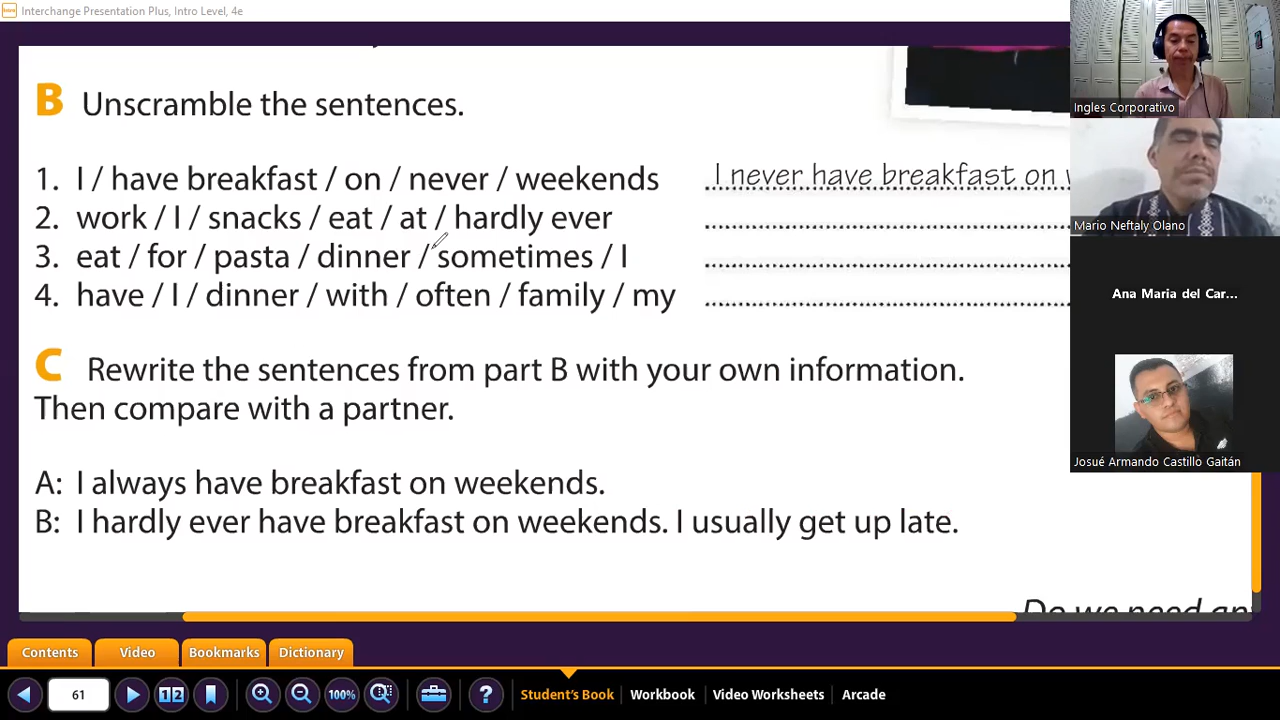 Interchange Presentation Plus, Intro Level, 4e
B Unscramble the sentences.
1. I / have breakfast / on / never / weekends I never have breakfast on
2. work / I / snacks / eat / at / hardly ever
3. eat / for / pasta / dinner / sometimes / I
4. have / I / dinner / with / often / family / my
C Rewrite the sentences from part B with your own information.
Then compare with a partner.
A: I always have breakfast on weekends.
B: I hardly ever have breakfast on weekends. I usually get up late.
Do we need
Ingles Corporativo
Mario Neftaly Olano
Ana Maria del Car...
Josué Armando Castillo Gaitán
Contents Video Bookmarks Dictionary
61 1 2 100% ? Student's Book Workbook Video Worksheets Arcade